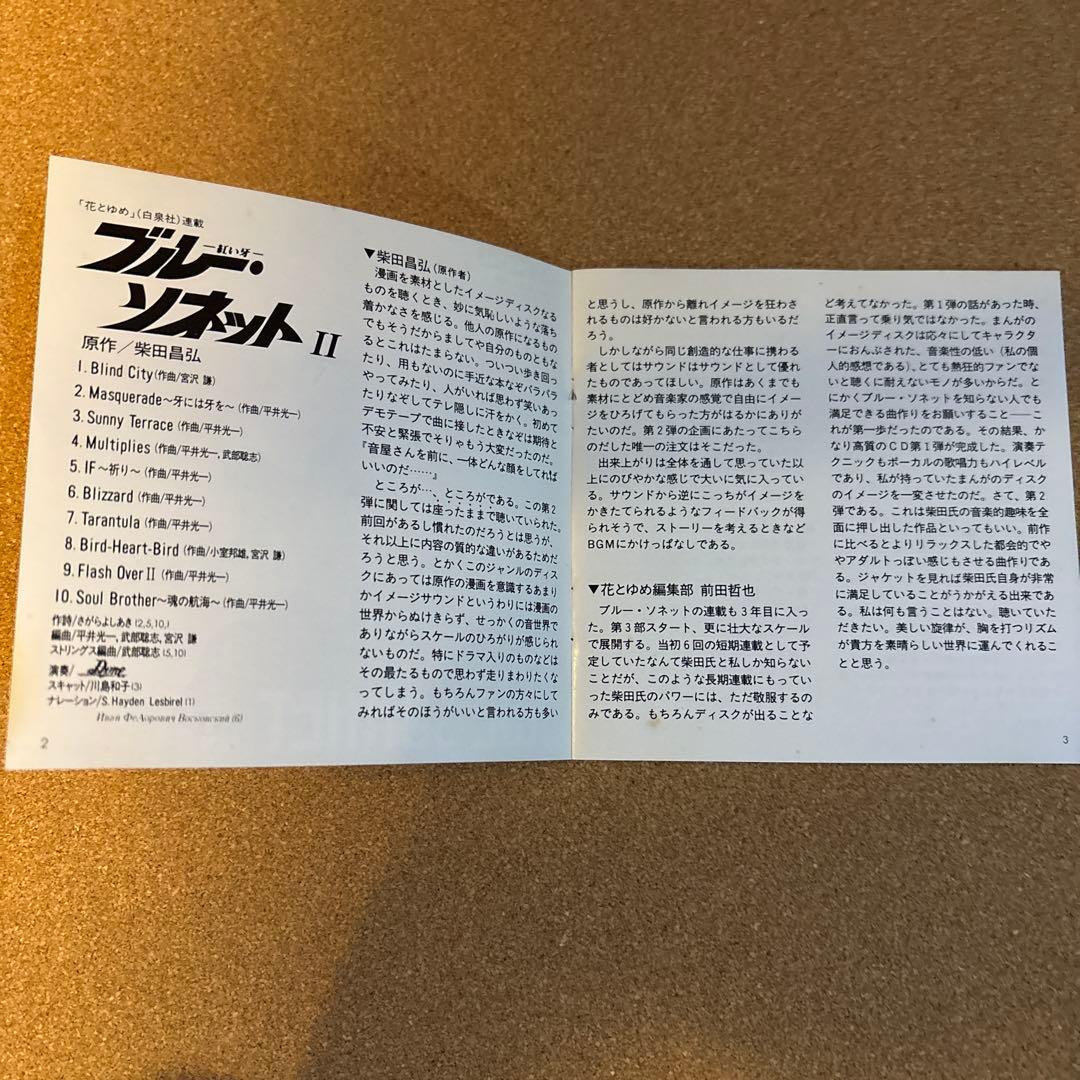 「花とゆめ」(白泉社)連載
ブルー・
―紅い牙―
ソネット II
原作／柴田昌弘
1. Blind City (作曲/宮沢 謙)
2. Masquerade〜牙には牙を〜 (作曲/平井光一)
3. Sunny Terrace (作曲/平井光一)
4. Multiplies (作曲/平井光一, 武部聡志)
5. IF〜祈り〜 (作曲/平井光一)
6. Blizzard (作曲/平井光一)
7. Tarantula (作曲/平井光一)
8. Bird-Heart-Bird (作曲/小室邦雄, 宮沢 謙)
9. Flash Over II (作曲/平井光一)
10. Soul Brother〜魂の航海〜 (作曲/平井光一)
作詩/さがらよしあき(2,5,10,)
編曲/平井光一, 武部聡志, 宮沢 謙
ストリングス編曲/武部聡志(5,10)
演奏/
スキャット/川島和子(3)
ナレーション/S. Hayden Lesbirel (1)
Иван ФеДорович Восковский (6)
2
▼柴田昌弘(原作者)
漫画を素材としたイメージディスクなる
ものを聴くとき、妙に気恥しいような落ち
着かなさを感じる。他人の原作になるもの
でもそうだからましてや自分のものともな
るとこれはたまらない。ついつい歩き回っ
たり、用もないのに手近な本なぞパラパラ
やってみたり、人がいれば思わず笑いあっ
たりなぞしてテレ隠しに汗をかく。初めて
デモテープで曲に接したときなぞは期待と
不安と緊張でそりゃもう大変だったのだ。
『音屋さんを前に、一体どんな顔をしてれば
いいのだ……』
ところが…、ところがである。この第2
弾に関しては座ったままで聴いていられた。
前回があるし慣れたのだろうとは思うが、
それ以上に内容の質的な違いがあるためだ
ろうと思う。とかくこのジャンルのディス
クにあっては原作の漫画を意識するあまり
かイメージサウンドというわりには漫画の
世界からぬけきらず、せっかくの音世界で
ありながらスケールのひろがりが感じられ
ないものだ。特にドラマ入りのものなどは
その最たるもので思わず走りまわりたくな
ってしまう。もちろんファンの方々にして
みればそのほうがいいと言われる方も多い
と思うし、原作から離れイメージを狂わさ
れるものは好かないと言われる方もいるだ
ろう。
しかしながら同じ創造的な仕事に携わる
者としてはサウンドはサウンドとして優れ
たものであってほしい。原作はあくまでも
素材にとどめ音楽家の感覚で自由にイメー
ジをひろげてもらった方がはるかにありが
たいのだ。第2弾の企画にあたってこちら
のだした唯一の注文はそこだった。
出来上がりは全体を通して思っていた以
上にのびやかな感じで大いに気に入ってい
る。サウンドから逆にこっちがイメージを
かきたてられるようなフィードバックが得
られそうで、ストーリーを考えるときなど
BGMにかけっぱなしである。
▼花とゆめ編集部 前田哲也
ブルー・ソネットの連載も3年目に入っ
た。第3部スタート、更に壮大なスケール
で展開する。当初6回の短期連載として予
定していたなんて柴田氏と私しか知らない
ことだが、このような長期連載にもってい
った柴田氏のパワーには、ただ敬服するの
みである。もちろんディスクが出ることな
ど考えてなかった。第1弾の話があった時、
正直言って乗り気ではなかった。まんがの
イメージディスクは応々にしてキャラクタ
ーにおんぶされた、音楽性の低い (私の個
人的感想である)、とても熱狂的ファンでな
いと聴くに耐えないモノが多いからだ。と
にかくブルー・ソネットを知らない人でも
満足できる曲作りをお願いすること──こ
れが第一歩だったのである。その結果、か
なり高質のCD第1弾が完成した。演奏テ
クニックもボーカルの歌唱力もハイレベル
であり、私が持っていたまんがのディスク
のイメージを一変させたのだ。さて、第2
弾である。これは柴田氏の音楽的趣味を全
面に押し出した作品といってもいい。前作
に比べるとよりリラックスした都会的でや
やアダルトっぽい感じもさせる曲作りであ
る。ジャケットを見れば柴田氏自身が非常
に満足していることがうかがえる出来であ
る。私は何も言うことはない。聴いていた
だきたい。美しい旋律が、胸を打つリズム
が貴方を素晴らしい世界に運んでくれるこ
とと思う。
3